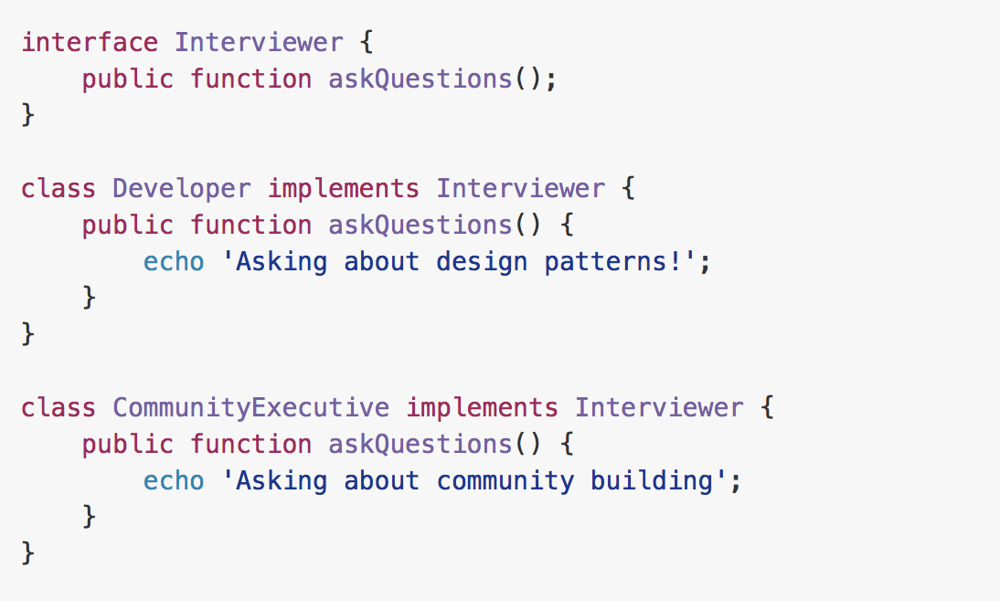 interface Interviewer {
    public function askQuestions();
}

class Developer implements Interviewer {
    public function askQuestions() {
        echo 'Asking about design patterns!';
    }
}

class CommunityExecutive implements Interviewer {
    public function askQuestions() {
        echo 'Asking about community building';
    }
}